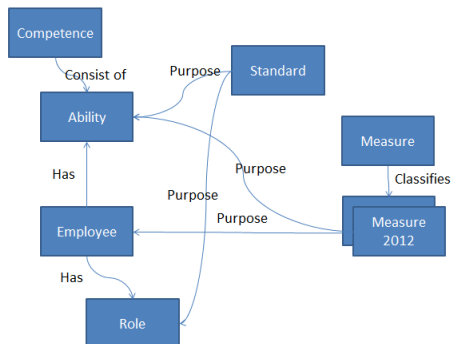 Competence
Consist of
Purpose
Standard
Ability
Measure
Purpose
Classifies
Has
Purpose
Purpose
Employee
Measure
2012
Has
Role